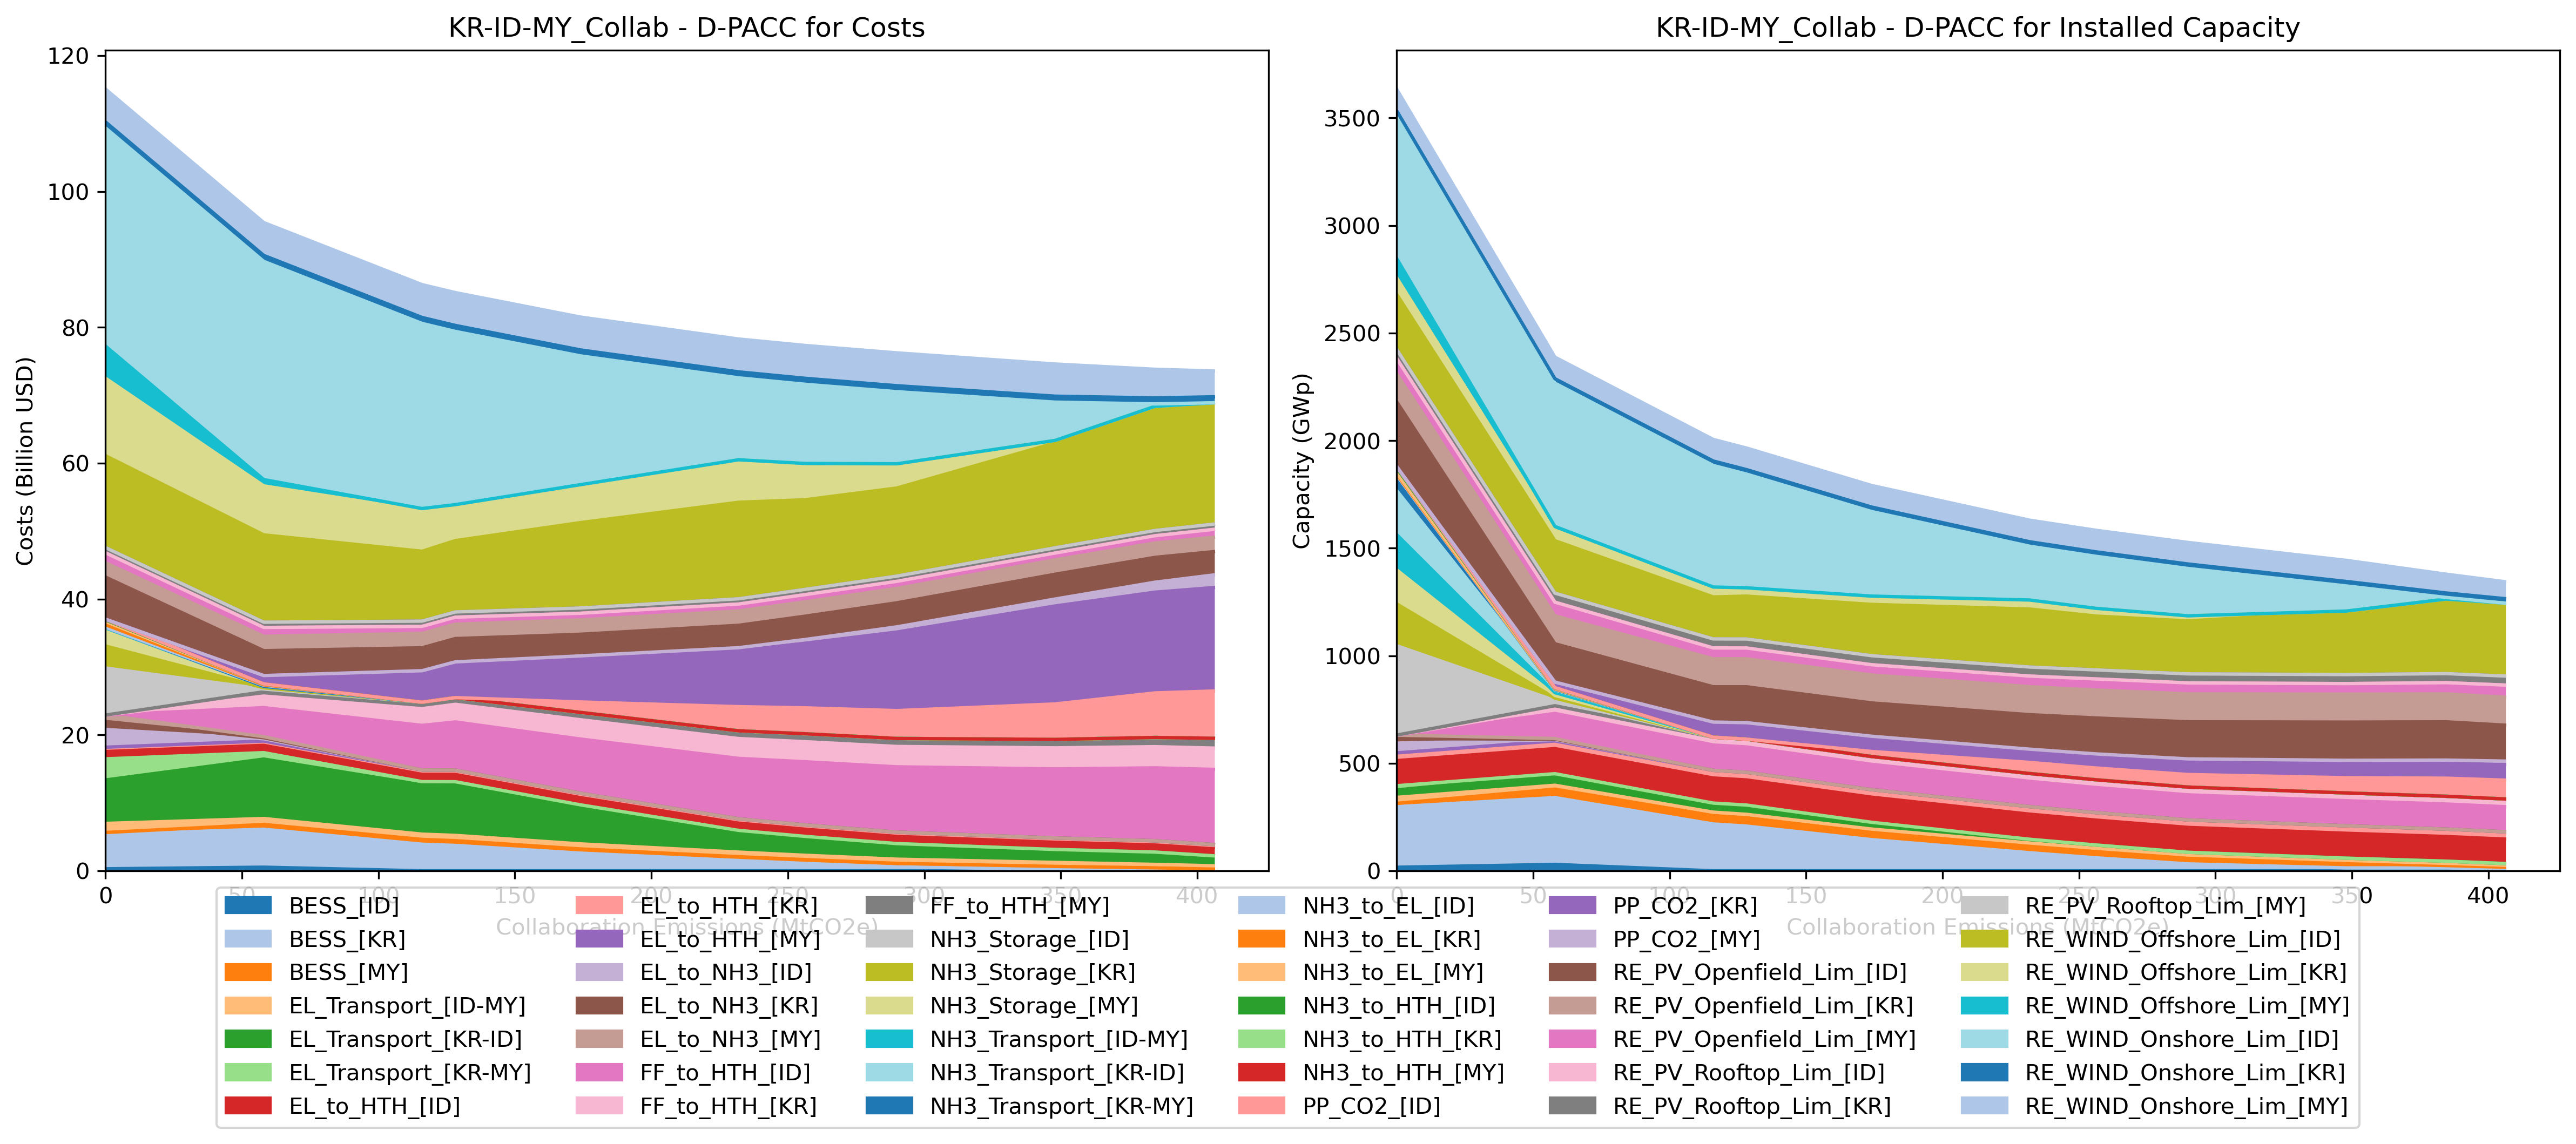 KR-ID-MY_Collab - D-PACC for Costs
120
100
80
60
40
20
0
Costs (Billion USD)
0 50 100 150 200 250 300 350 400
Collaboration Emissions (MtCO2e)
KR-ID-MY_Collab - D-PACC for Installed Capacity
3500
3000
2500
2000
1500
1000
500
0
Capacity (GWp)
0 50 100 150 200 250 300 350 400
Collaboration Emissions (MtCO2e)
BESS_[ID]
BESS_[KR]
BESS_[MY]
EL_Transport_[ID-MY]
EL_Transport_[KR-ID]
EL_Transport_[KR-MY]
EL_to_HTH_[ID]
EL_to_HTH_[KR]
EL_to_HTH_[MY]
EL_to_NH3_[ID]
EL_to_NH3_[KR]
EL_to_NH3_[MY]
FF_to_HTH_[ID]
FF_to_HTH_[KR]
FF_to_HTH_[MY]
NH3_Storage_[ID]
NH3_Storage_[KR]
NH3_Storage_[MY]
NH3_Transport_[ID-MY]
NH3_Transport_[KR-ID]
NH3_Transport_[KR-MY]
NH3_to_EL_[ID]
NH3_to_EL_[KR]
NH3_to_EL_[MY]
NH3_to_HTH_[ID]
NH3_to_HTH_[KR]
NH3_to_HTH_[MY]
PP_CO2_[ID]
PP_CO2_[KR]
PP_CO2_[MY]
RE_PV_Openfield_Lim_[ID]
RE_PV_Openfield_Lim_[KR]
RE_PV_Openfield_Lim_[MY]
RE_PV_Rooftop_Lim_[ID]
RE_PV_Rooftop_Lim_[KR]
RE_PV_Rooftop_Lim_[MY]
RE_WIND_Offshore_Lim_[ID]
RE_WIND_Offshore_Lim_[KR]
RE_WIND_Offshore_Lim_[MY]
RE_WIND_Onshore_Lim_[ID]
RE_WIND_Onshore_Lim_[KR]
RE_WIND_Onshore_Lim_[MY]